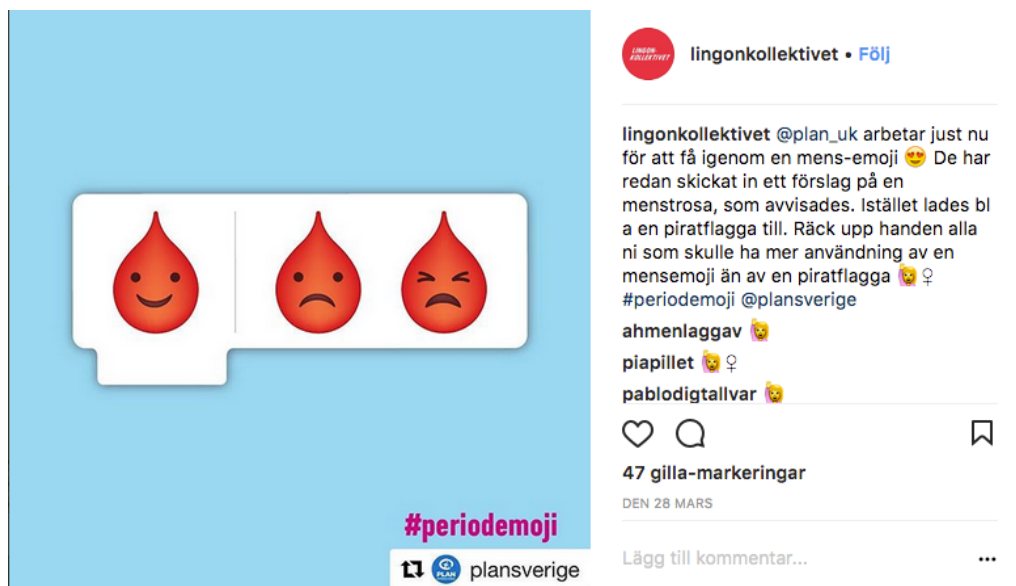 #periodemoji
PLAN
plansverige
LINGON-
KOLLEKTIVET
lingonkollektivet • Följ
lingonkollektivet @plan_uk arbetar just nu
för att få igenom en mens-emoji 😍 De har
redan skickat in ett förslag på en
menstrosa, som avvisades. Istället lades bl
a en piratflagga till. Räck upp handen alla
ni som skulle ha mer användning av en
mensemoji än av en piratflagga 🙋♀
#periodemoji @plansverige
ahmenlaggav 🙋
piapillet 🙋♀
pablodigtallvar 🙋
47 gilla-markeringar
DEN 28 MARS
Lägg till kommentar...